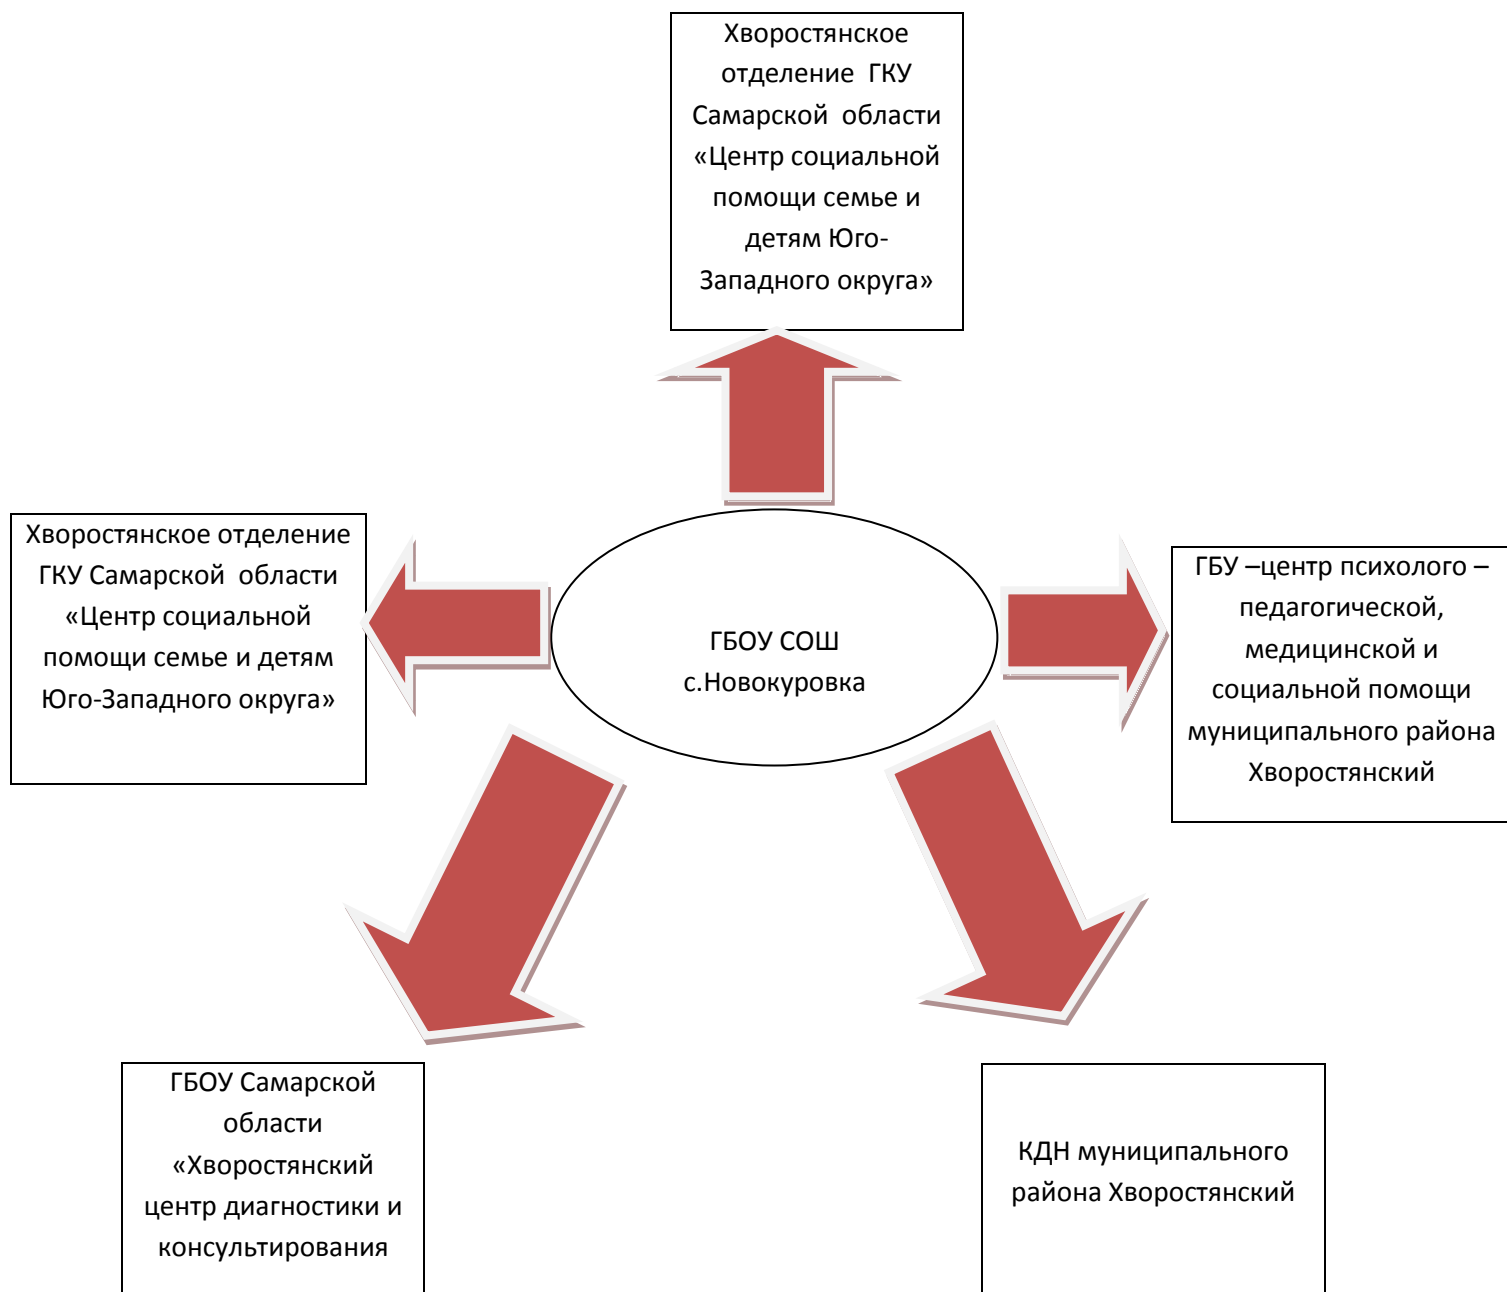 Хворостянское
отделение ГКУ
Самарской области
«Центр социальной
помощи семье и
детям Юго-
Западного округа»
Хворостянское отделение
ГКУ Самарской области
«Центр социальной
помощи семье и детям
Юго-Западного округа»
ГБОУ СОШ
с.Новокуровка
ГБУ –центр психолого –
педагогической,
медицинской и
социальной помощи
муниципального района
Хворостянский
ГБОУ Самарской
области
«Хворостянский
центр диагностики и
консультирования
КДН муниципального
района Хворостянский